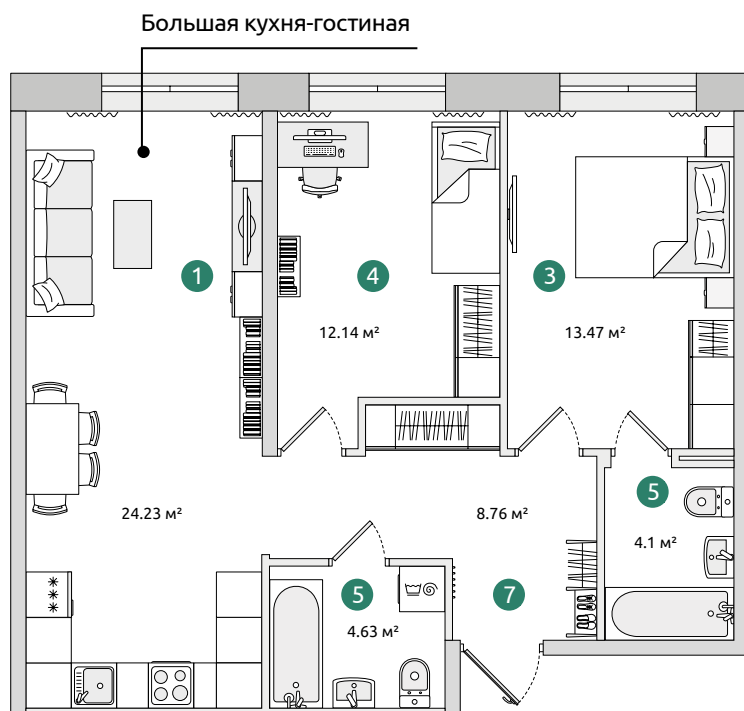 Большая кухня-гостиная
1
4
3
12.14 м²
13.47 м²
24.23 м²
8.76 м²
5
4.1 м²
5
7
4.63 м²